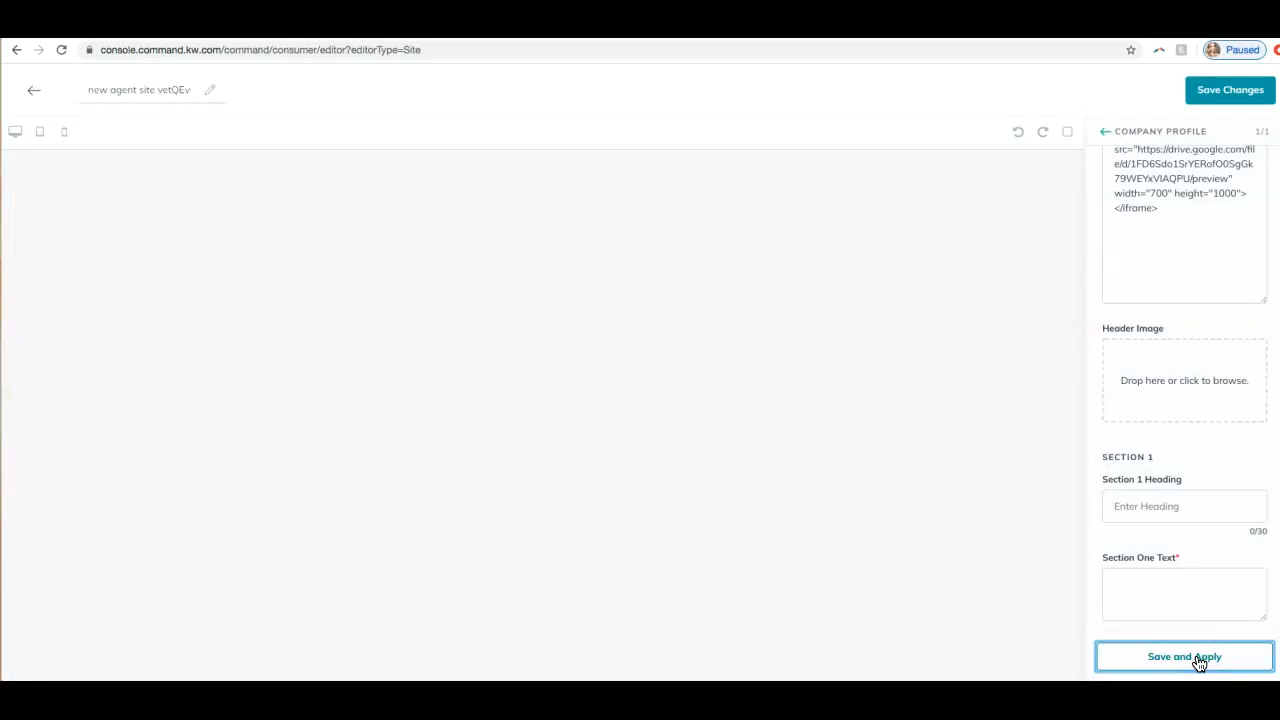 console.command.kw.com/command/consumer/editor?editorType=Site
Paused
new agent site vetQEv
Save Changes
COMPANY PROFILE 1/1
src="https://drive.google.com/fil
e/d/1FD6Sdo1SrYERofO0SgGk
79WEYxVlAQPU/preview"
width="700" height="1000">
</iframe>
Header Image
Drop here or click to browse.
SECTION 1
Section 1 Heading
Enter Heading
0/30
Section One Text*
Save and Apply